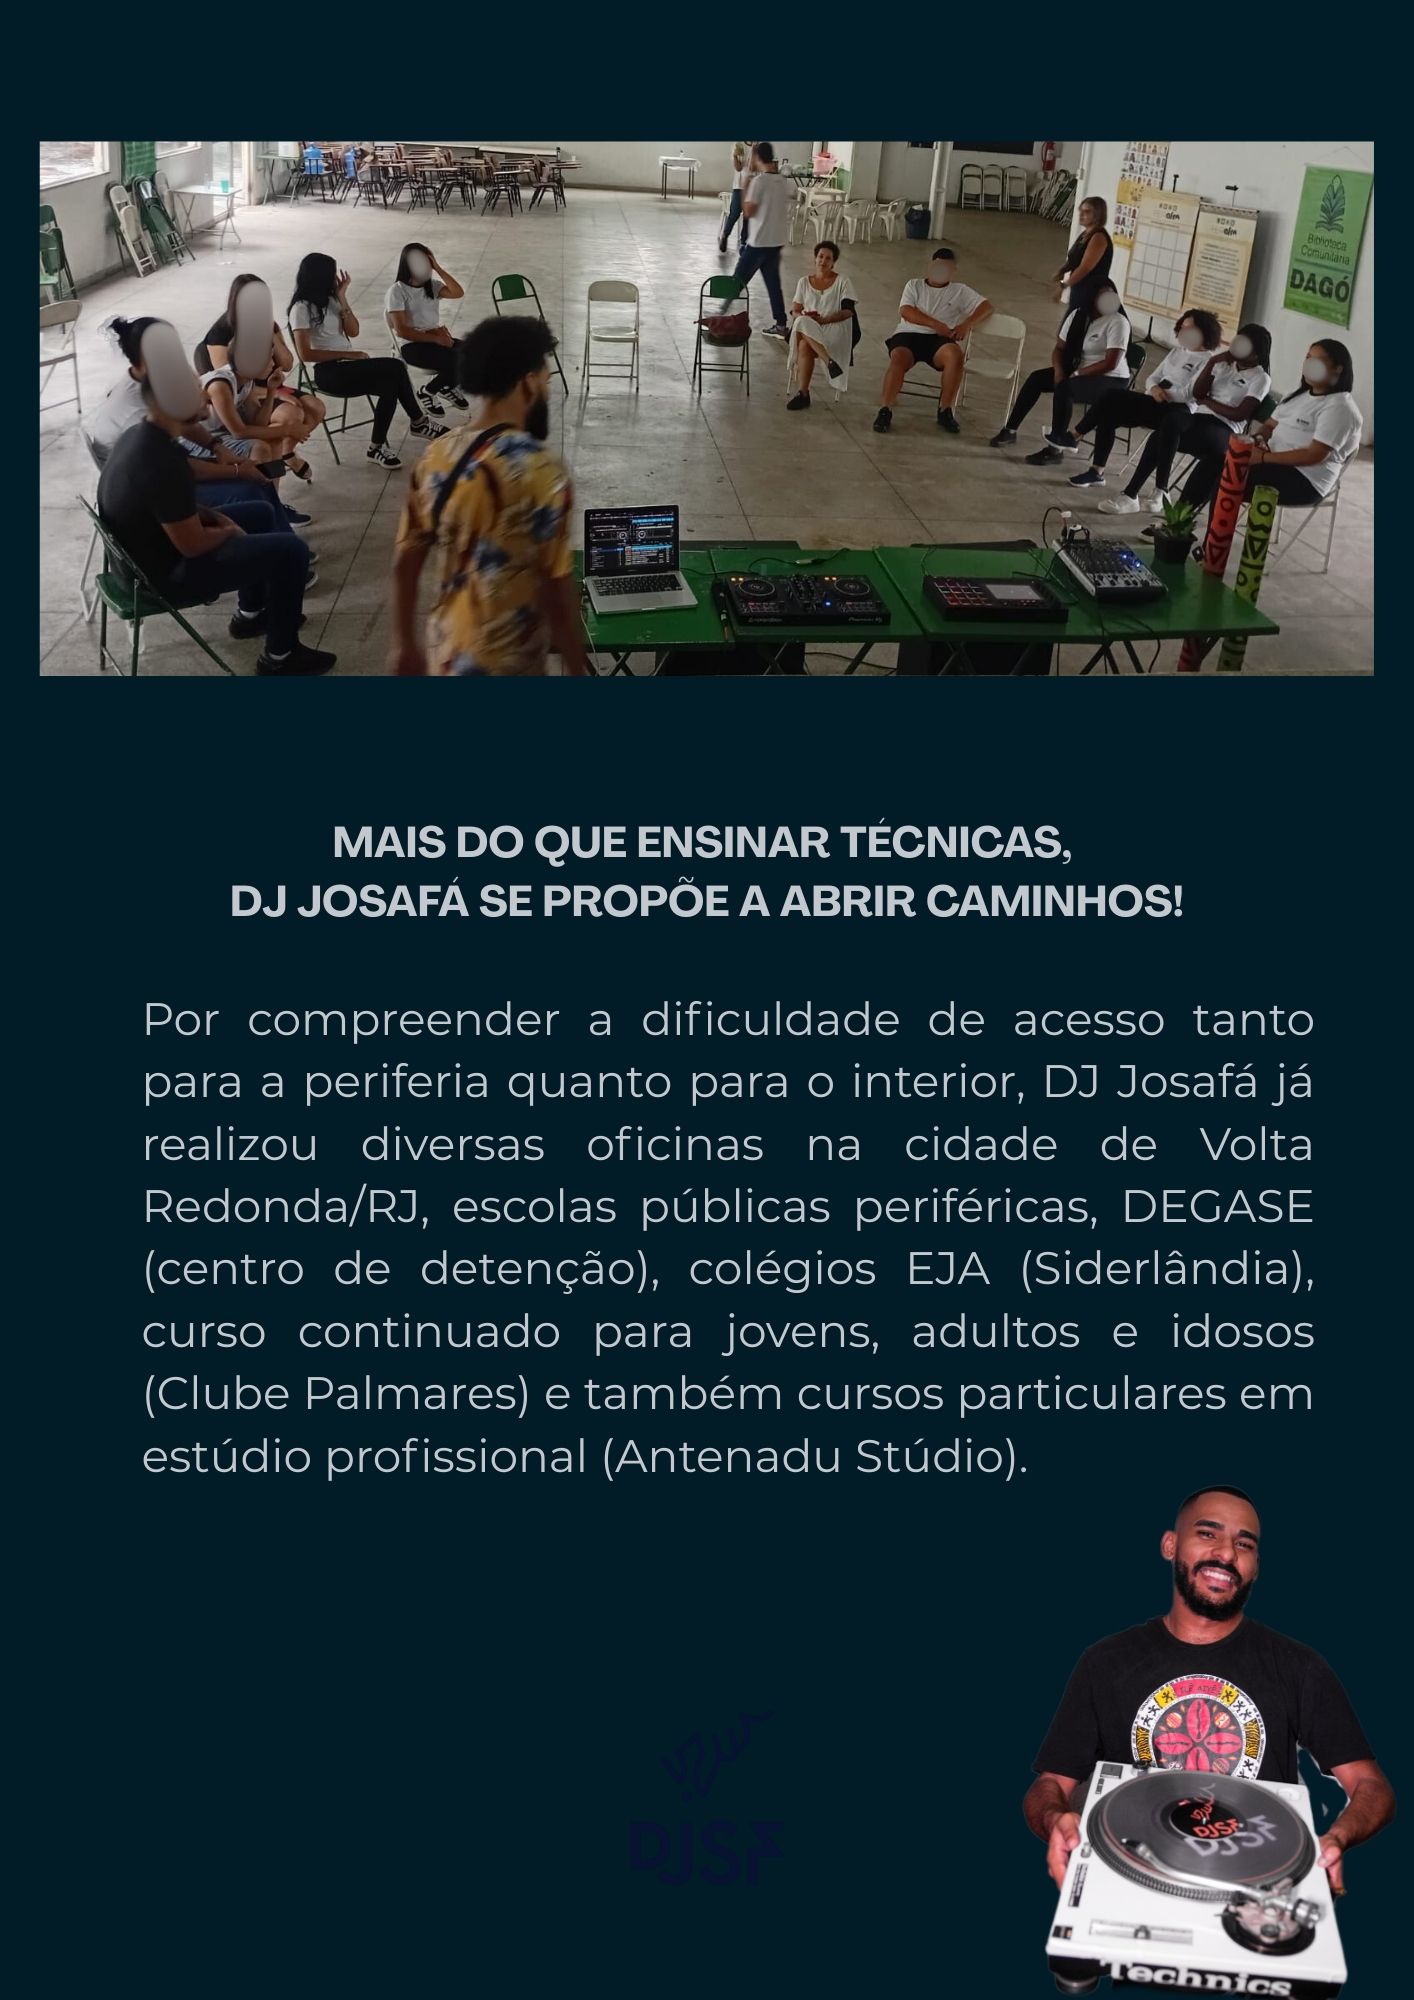 Biblioteca
Comunitária
DAGÓ
MAIS DO QUE ENSINAR TÉCNICAS,
DJ JOSAFÁ SE PROPÕE A ABRIR CAMINHOS!
Por compreender a dificuldade de acesso tanto
para a periferia quanto para o interior, DJ Josafá já
realizou diversas oficinas na cidade de Volta
Redonda/RJ, escolas públicas periféricas, DEGASE
(centro de detenção), colégios EJA (Siderlândia),
curso continuado para jovens, adultos e idosos
(Clube Palmares) e também cursos particulares em
estúdio profissional (Antenadu Stúdio).
DJSF
DJSF
DJSF
Technics